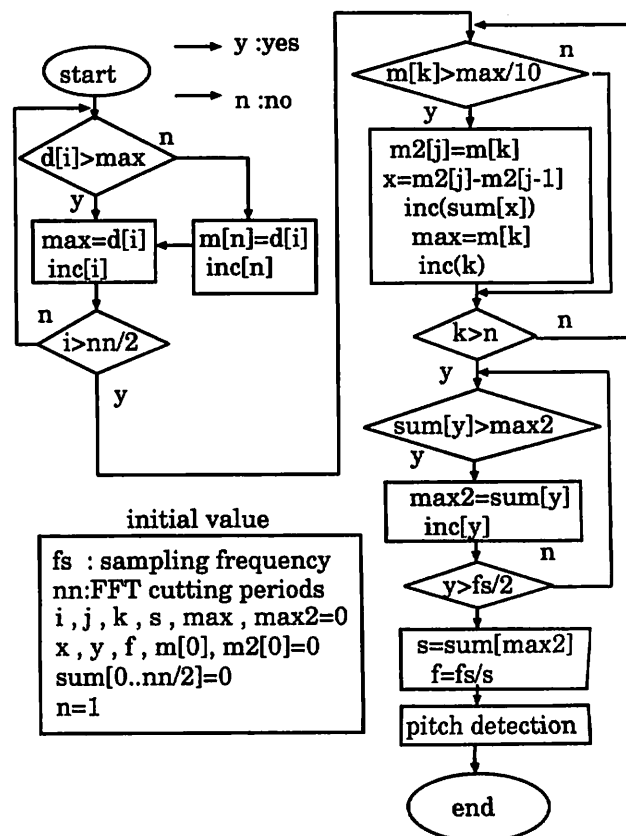 start
y :yes
n :no
d[i]>max
n
y
max=d[i]
inc[i]
m[n]=d[i]
inc[n]
n
i>nn/2
y
n
m[k]>max/10
y
m2[j]=m[k]
x=m2[j]-m2[j-1]
inc(sum[x])
max=m[k]
inc(k)
k>n
n
y
sum[y]>max2
y
max2=sum[y]
inc[y]
n
y>fs/2
s=sum[max2]
f=fs/s
pitch detection
end
initial value
fs : sampling frequency
nn:FFT cutting periods
i , j , k , s , max , max2=0
x , y , f , m[0], m2[0]=0
sum[0..nn/2]=0
n=1